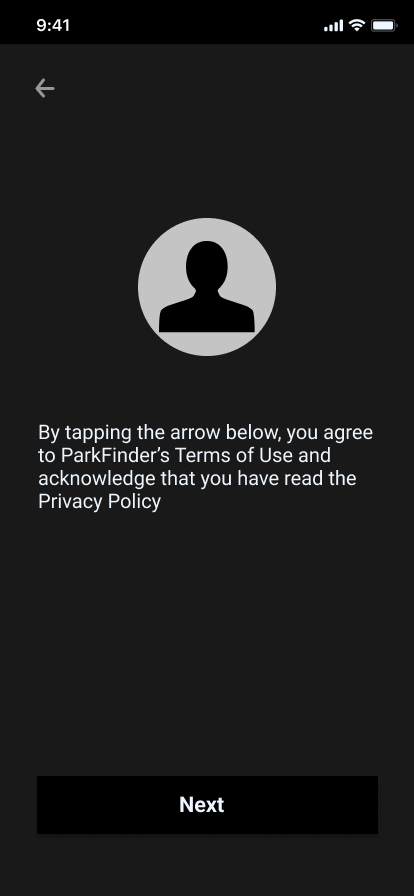 9:41
By tapping the arrow below, you agree
to ParkFinder’s Terms of Use and
acknowledge that you have read the
Privacy Policy
Next